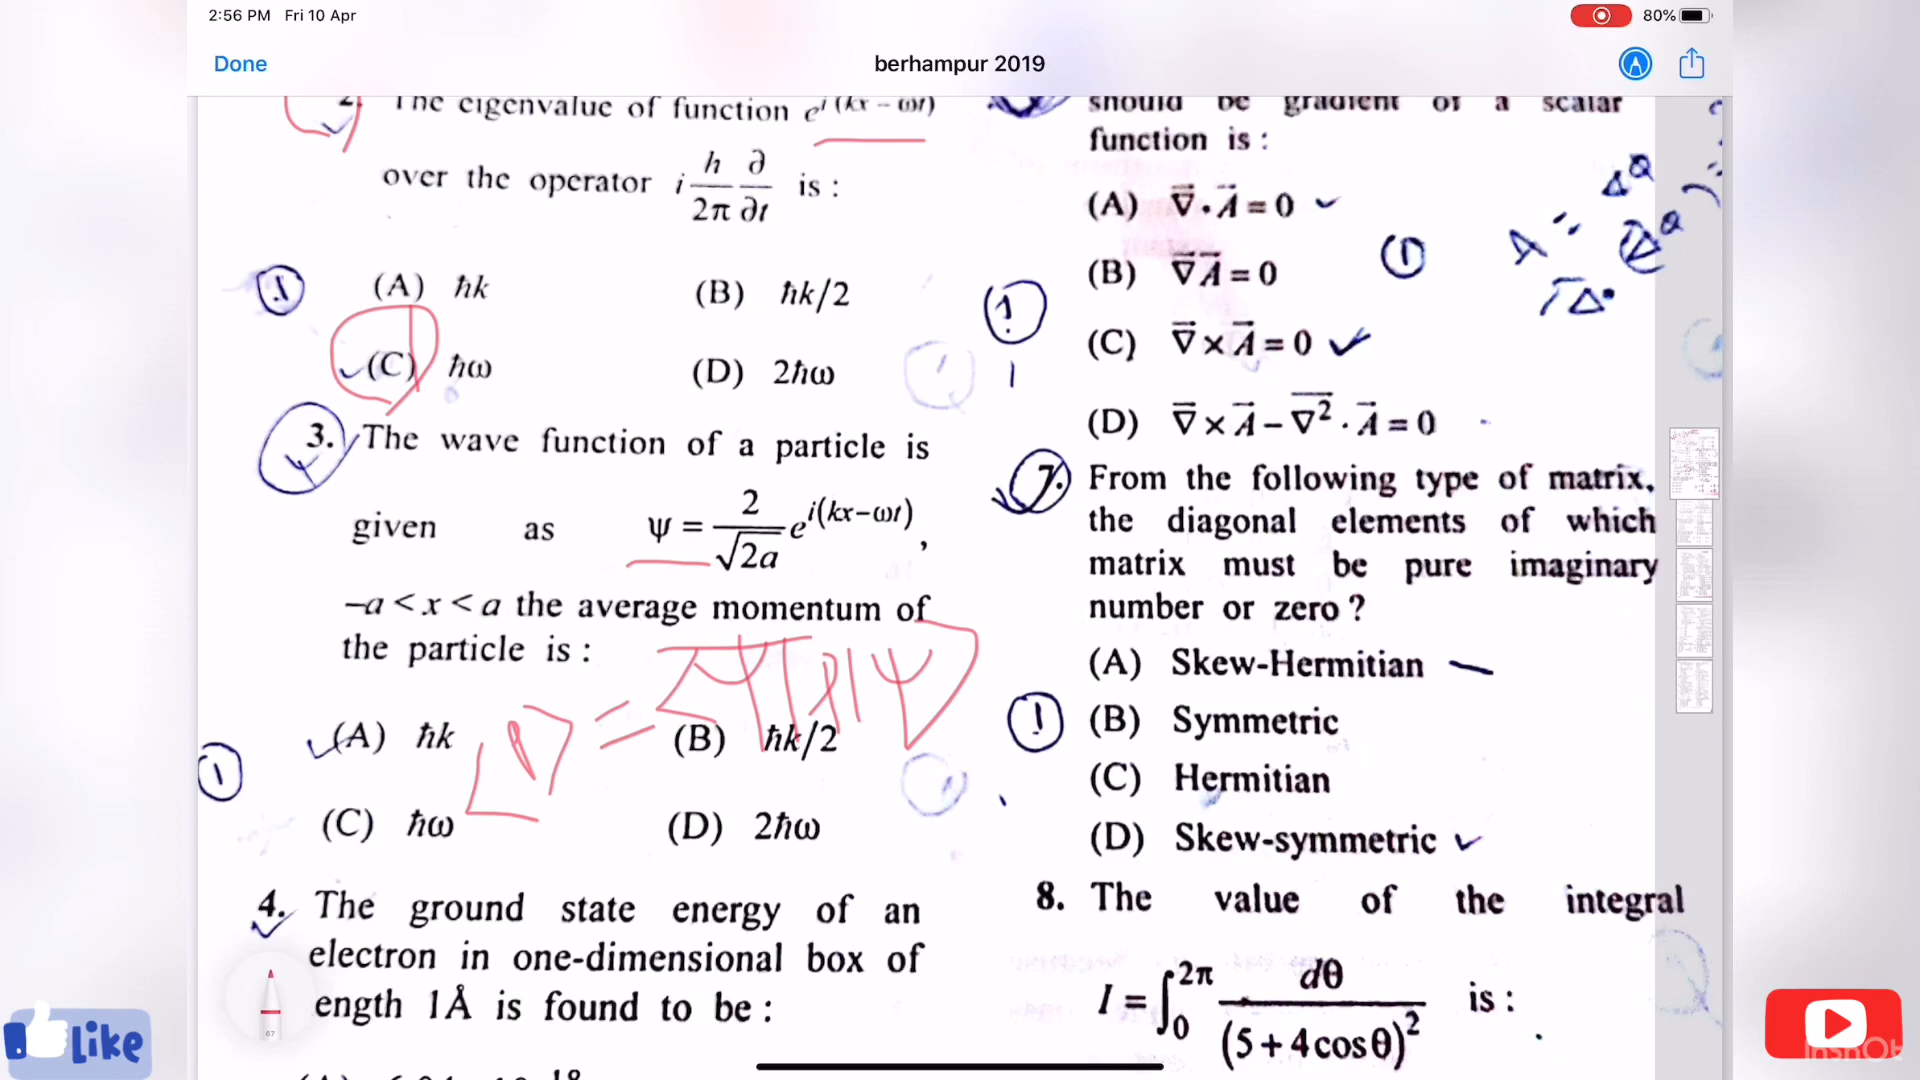 2:56 PM Fri 10 Apr
80%
Done
berhampur 2019
2. The eigenvalue of function e^{i (kx – ωt)}
over the operator i h/2π ∂/∂t is :
(A) ħk
(B) ħk/2
(C) ħω
(D) 2ħω
3. The wave function of a particle is
given as ψ = 2/√2a e^{i(kx–ωt)},
–a < x < a the average momentum of
the particle is :
<P> = <ψ|P|ψ>
(A) ħk
(B) ħk/2
(C) ħω
(D) 2ħω
4. The ground state energy of an
electron in one-dimensional box of
ength 1Å is found to be :
should be gradient of a scalar
function is :
(A) ∇⃗ · A⃗ = 0
(B) ∇⃗A⃗ = 0
(C) ∇⃗ × A⃗ = 0
(D) ∇⃗ × A⃗ – ∇²⃗ · A⃗ = 0
7. From the following type of matrix,
the diagonal elements of which
matrix must be pure imaginary
number or zero ?
(A) Skew-Hermitian
(B) Symmetric
(C) Hermitian
(D) Skew-symmetric
8. The value of the integral
I = ∫₀^{2π} dθ/(5 + 4 cos θ)² is :
67
Like
InShOt